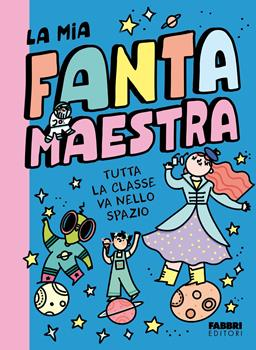 LA MIA
FANTA
MAESTRA
TUTTA
LA CLASSE
VA NELLO
SPAZIO
FABBRI
EDITORI